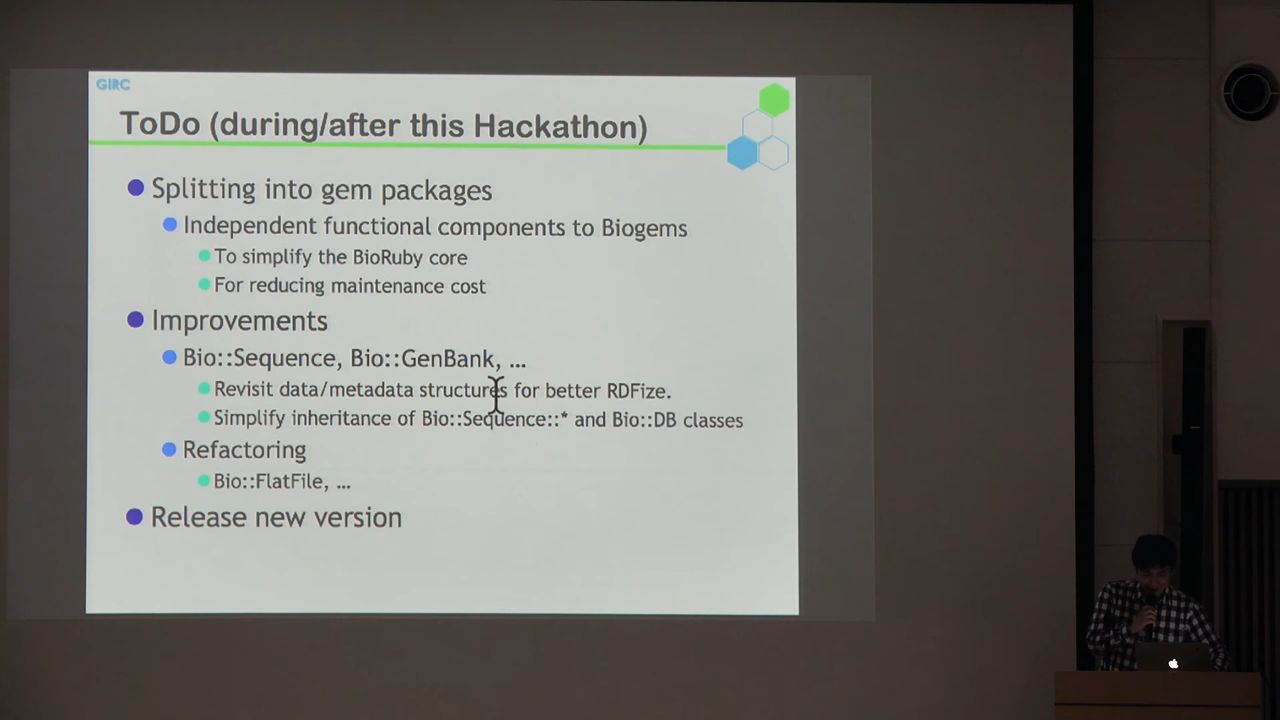 GIRC
ToDo (during/after this Hackathon)
Splitting into gem packages
Independent functional components to Biogems
To simplify the BioRuby core
For reducing maintenance cost
Improvements
Bio::Sequence, Bio::GenBank, ...
Revisit data/metadata structures for better RDFize.
Simplify inheritance of Bio::Sequence::* and Bio::DB classes
Refactoring
Bio::FlatFile, ...
Release new version